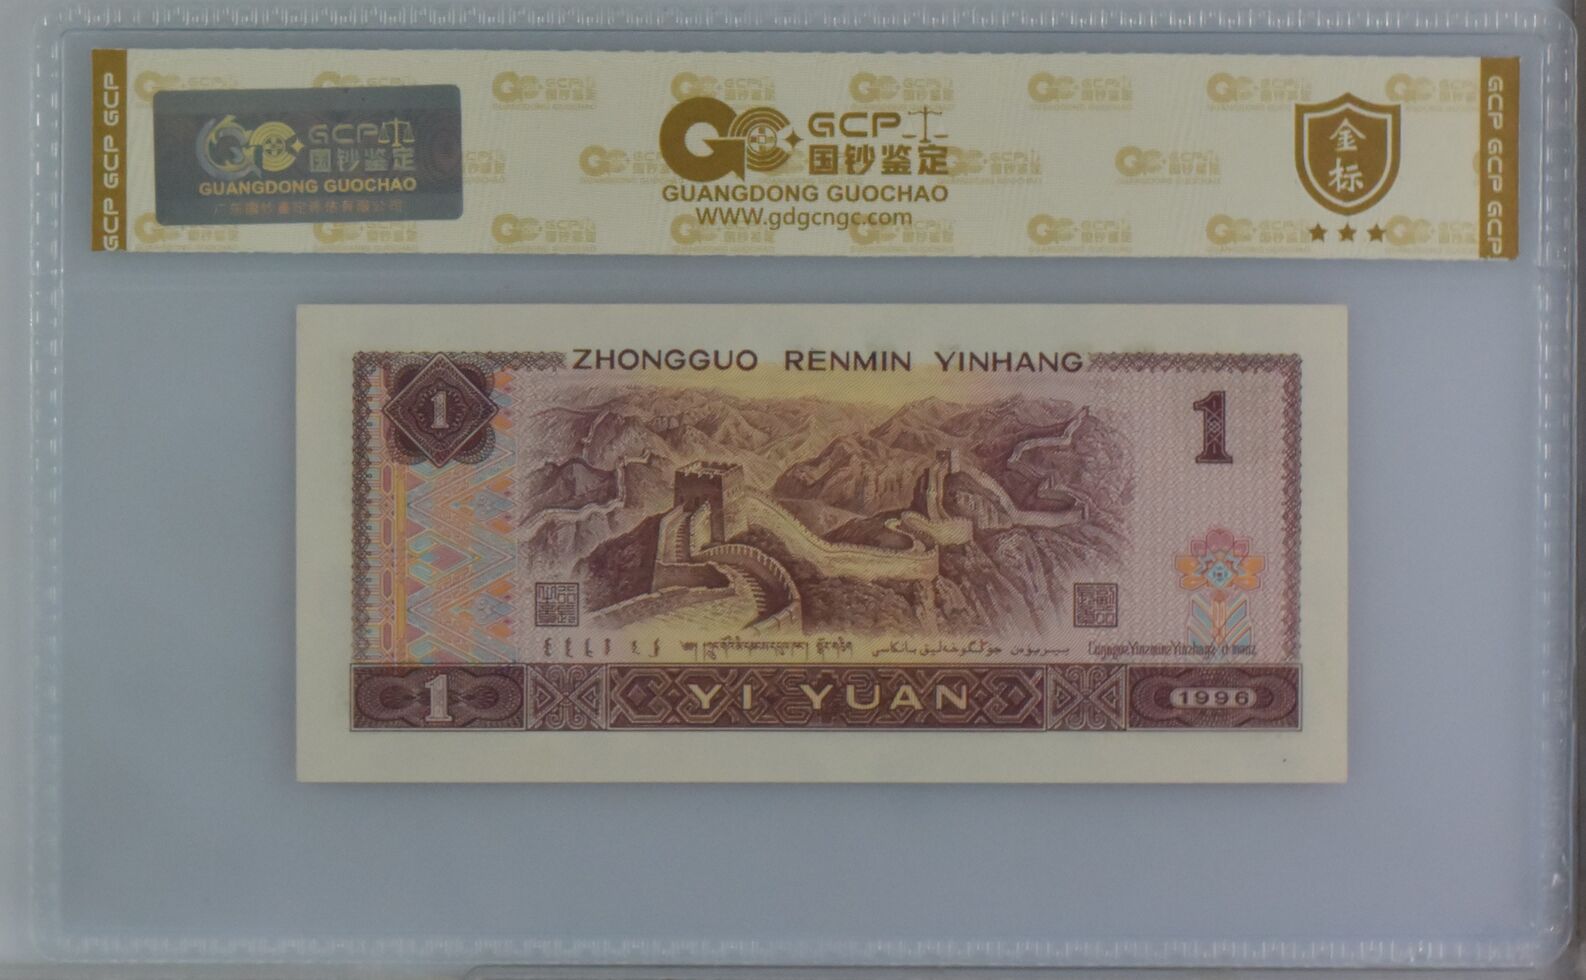 GCP GCP GCP
GCP
国钞鉴定
GUANGDONG GUOCHAO
GCP
国钞鉴定
GUANGDONG GUOCHAO
WWW.gdgcngc.com
金标
GCP GCP GCP
ZHONGGUO RENMIN YINHANG
1
1
1
YI YUAN
1996